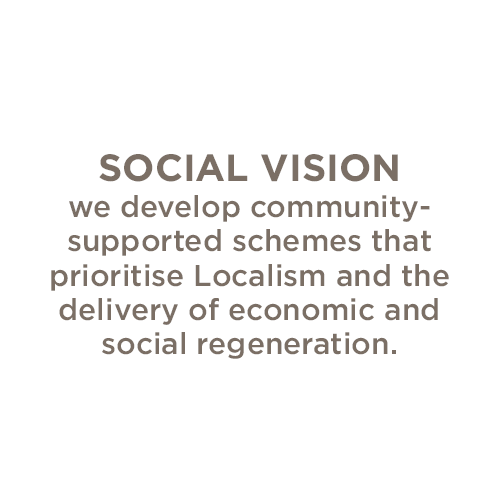 SOCIAL VISION
we develop community-
supported schemes that
prioritise Localism and the
delivery of economic and
social regeneration.